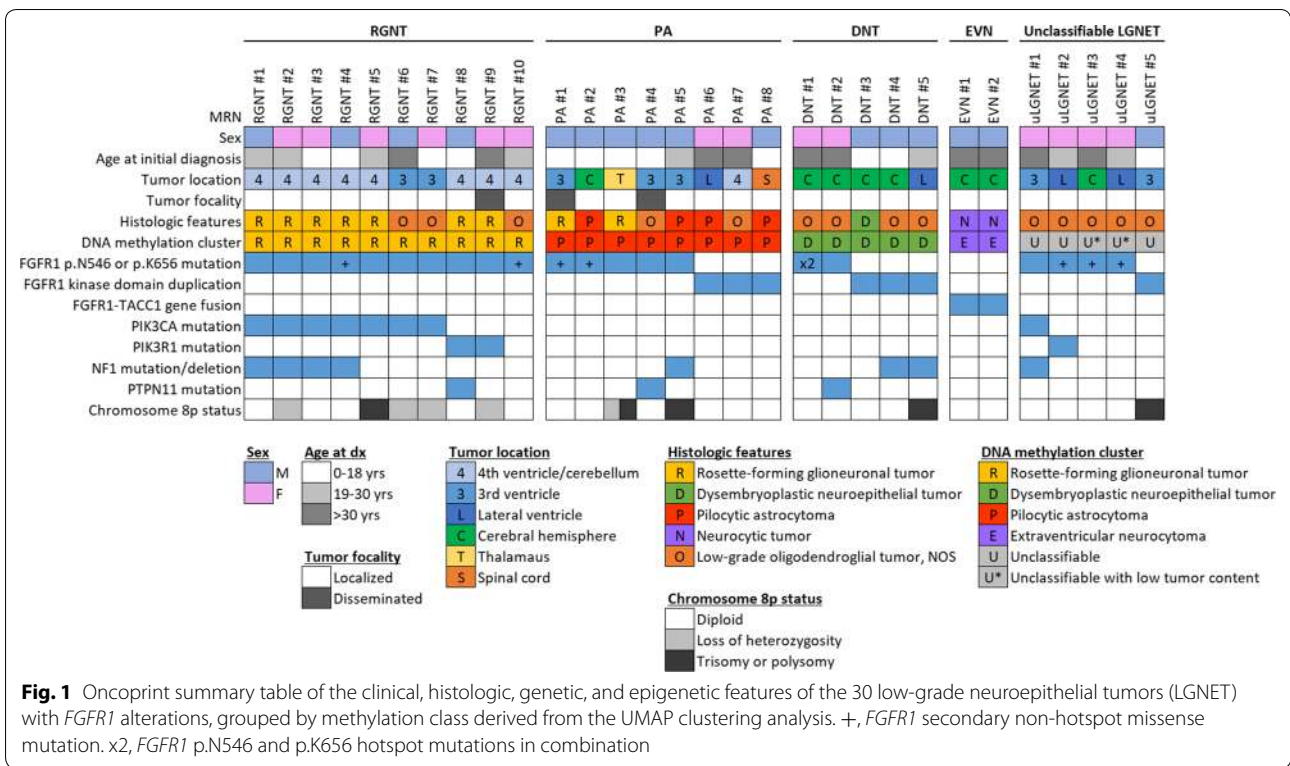 RGNT PA DNT EVN Unclassifiable LGNET
MRN RGNT #1 RGNT #2 RGNT #3 RGNT #4 RGNT #5 RGNT #6 RGNT #7 RGNT #8 RGNT #9 RGNT #10 PA #1 PA #2 PA #3 PA #4 PA #5 PA #6 PA #7 PA #8 DNT #1 DNT #2 DNT #3 DNT #4 DNT #5 EVN #1 EVN #2 uLGNET #1 uLGNET #2 uLGNET #3 uLGNET #4 uLGNET #5
Sex
Age at initial diagnosis
Tumor location 4 4 4 4 4 3 3 4 4 4 3 C T 3 3 L 4 S C C C C L C C 3 L C L 3
Tumor focality
Histologic features R R R R R O O R R O R P R O P P O P O O D O O N N O O O O O
DNA methylation cluster R R R R R R R R R R P P P P P P P P D D D D D E E U U U* U* U
FGFR1 p.N546 or p.K656 mutation + + + + x2 + + +
FGFR1 kinase domain duplication
FGFR1-TACC1 gene fusion
PIK3CA mutation
PIK3R1 mutation
NF1 mutation/deletion
PTPN11 mutation
Chromosome 8p status
Sex
M
F
Age at dx
0-18 yrs
19-30 yrs
>30 yrs
Tumor focality
Localized
Disseminated
Tumor location
4 4th ventricle/cerebellum
3 3rd ventricle
L Lateral ventricle
C Cerebral hemisphere
T Thalamaus
S Spinal cord
Histologic features
R Rosette-forming glioneuronal tumor
D Dysembryoplastic neuroepithelial tumor
P Pilocytic astrocytoma
N Neurocytic tumor
O Low-grade oligodendroglial tumor, NOS
Chromosome 8p status
Diploid
Loss of heterozygosity
Trisomy or polysomy
DNA methylation cluster
R Rosette-forming glioneuronal tumor
D Dysembryoplastic neuroepithelial tumor
P Pilocytic astrocytoma
E Extraventricular neurocytoma
U Unclassifiable
U* Unclassifiable with low tumor content
Fig. 1 Oncoprint summary table of the clinical, histologic, genetic, and epigenetic features of the 30 low-grade neuroepithelial tumors (LGNET)
with FGFR1 alterations, grouped by methylation class derived from the UMAP clustering analysis. +, FGFR1 secondary non-hotspot missense
mutation. x2, FGFR1 p.N546 and p.K656 hotspot mutations in combination